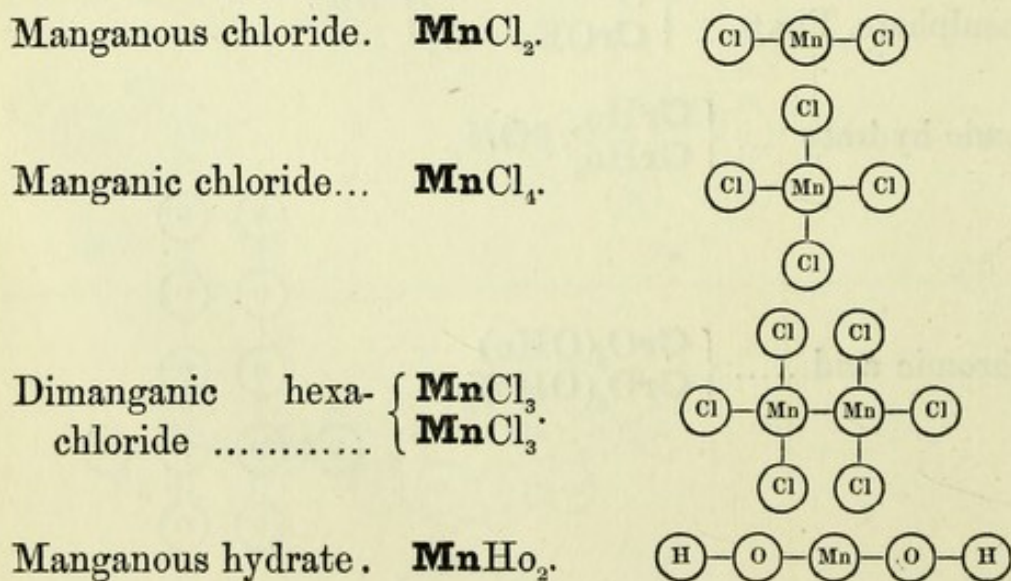 Manganous chloride. MnCl₂. Cl Mn Cl
Cl
Manganic chloride... MnCl₄. Cl Mn Cl
Cl
Cl Cl
Dimanganic hexa- { MnCl₃ Cl Mn Mn Cl
chloride ............ { MnCl₃.
Cl Cl
Manganous hydrate. MnHo₂. H O Mn O H